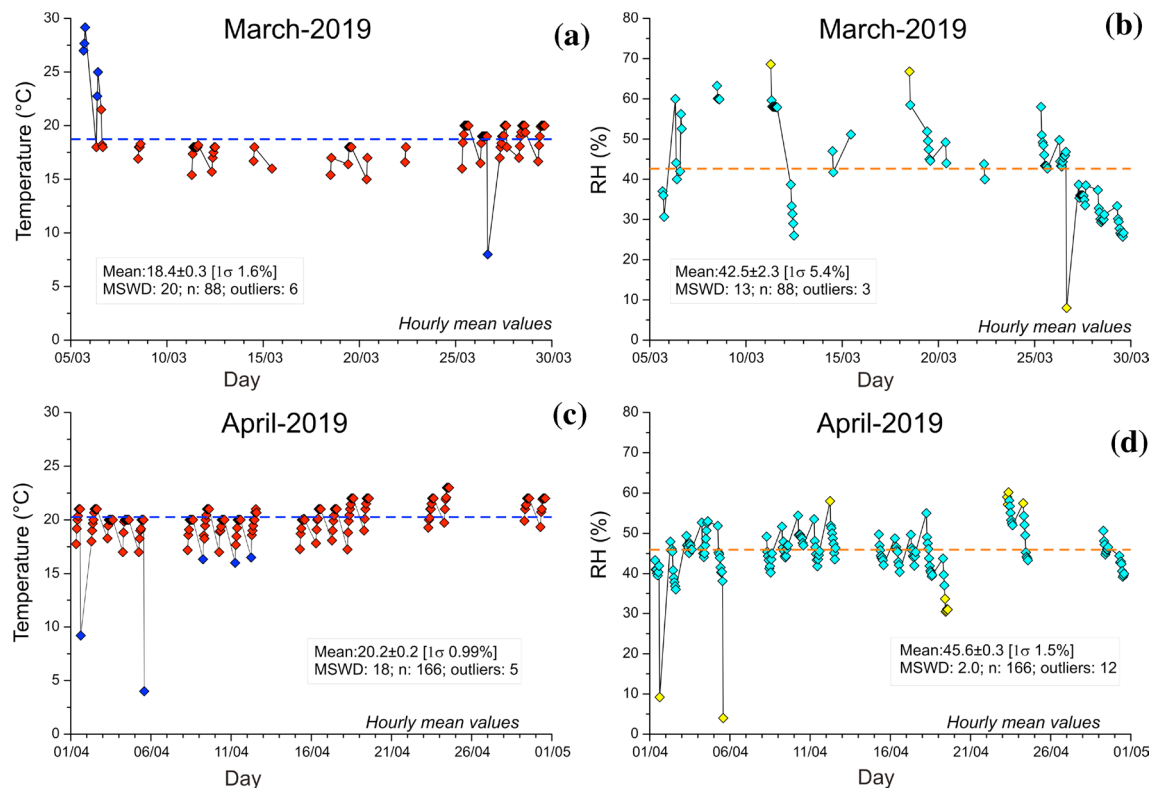 March-2019
(a)
Temperature (°C)
30
25
20
15
10
5
0
Mean:18.4±0.3 [1σ 1.6%]
MSWD: 20; n: 88; outliers: 6
Hourly mean values
05/03 10/03 15/03 20/03 25/03 30/03
Day
March-2019
(b)
RH (%)
80
70
60
50
40
30
20
10
0
Mean:42.5±2.3 [1σ 5.4%]
MSWD: 13; n: 88; outliers: 3
Hourly mean values
05/03 10/03 15/03 20/03 25/03 30/03
Day
April-2019
(c)
Temperature (°C)
30
25
20
15
10
5
0
Mean:20.2±0.2 [1σ 0.99%]
MSWD: 18; n: 166; outliers: 5
Hourly mean values
01/04 06/04 11/04 16/04 21/04 26/04 01/05
Day
April-2019
(d)
RH (%)
80
70
60
50
40
30
20
10
0
Mean:45.6±0.3 [1σ 1.5%]
MSWD: 2.0; n: 166; outliers: 12
Hourly mean values
01/04 06/04 11/04 16/04 21/04 26/04 01/05
Day